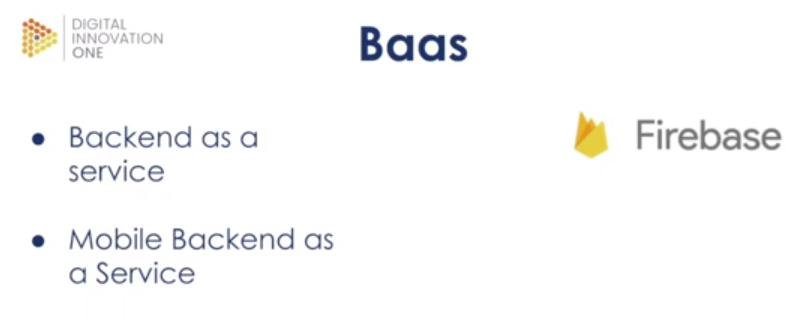 DIGITAL
INNOVATION
ONE
Baas
● Backend as a
service
● Mobile Backend as
a Service
Firebase